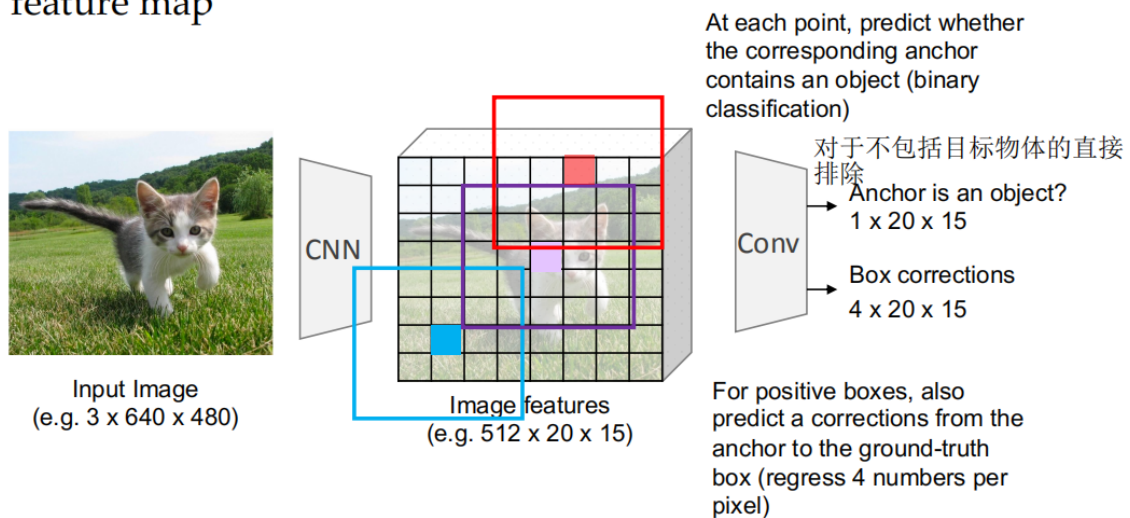 feature map
At each point, predict whether
the corresponding anchor
contains an object (binary
classification)
对于不包括目标物体的直接
排除
Anchor is an object?
1 x 20 x 15
CNN
Conv
Box corrections
4 x 20 x 15
Input Image
(e.g. 3 x 640 x 480)
Image features
(e.g. 512 x 20 x 15)
For positive boxes, also
predict a corrections from the
anchor to the ground-truth
box (regress 4 numbers per
pixel)